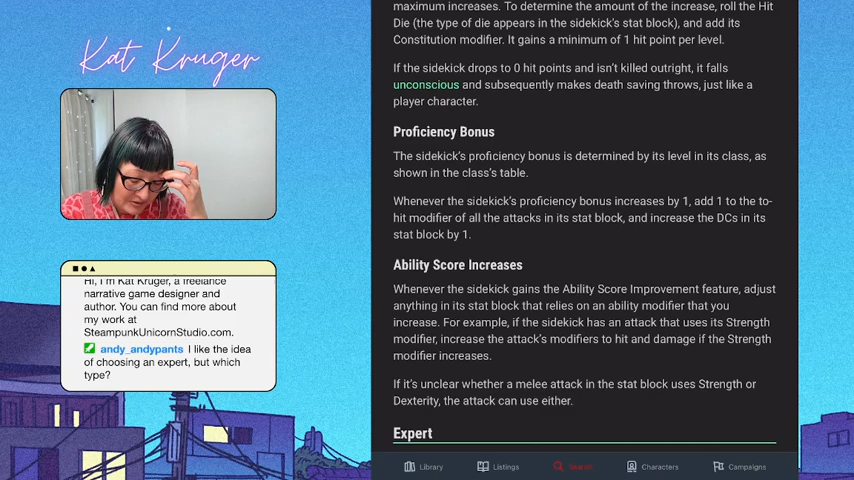 Kat Kruger
Hi, I'm Kat Kruger, a freelance
narrative game designer and
author. You can find more about
my work at
SteampunkUnicornStudio.com.
andy_andypants I like the idea
of choosing an expert, but which
type?
maximum increases. To determine the amount of the increase, roll the Hit
Die (the type of die appears in the sidekick's stat block), and add its
Constitution modifier. It gains a minimum of 1 hit point per level.
If the sidekick drops to 0 hit points and isn't killed outright, it falls
unconscious and subsequently makes death saving throws, just like a
player character.
Proficiency Bonus
The sidekick's proficiency bonus is determined by its level in its class, as
shown in the class's table.
Whenever the sidekick's proficiency bonus increases by 1, add 1 to the to-
hit modifier of all the attacks in its stat block, and increase the DCs in its
stat block by 1.
Ability Score Increases
Whenever the sidekick gains the Ability Score Improvement feature, adjust
anything in its stat block that relies on an ability modifier that you
increase. For example, if the sidekick has an attack that uses its Strength
modifier, increase the attack's modifiers to hit and damage if the Strength
modifier increases.
If it's unclear whether a melee attack in the stat block uses Strength or
Dexterity, the attack can use either.
Expert
Library Listings Search Characters Campaigns